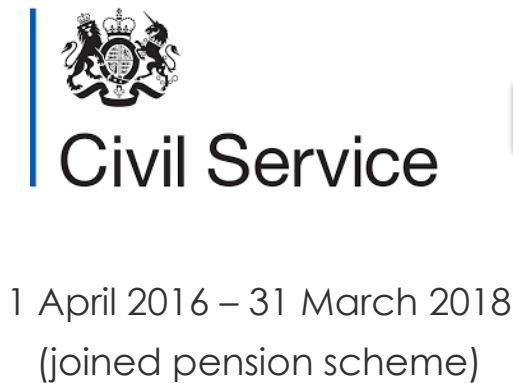 Civil Service
1 April 2016 – 31 March 2018
(joined pension scheme)